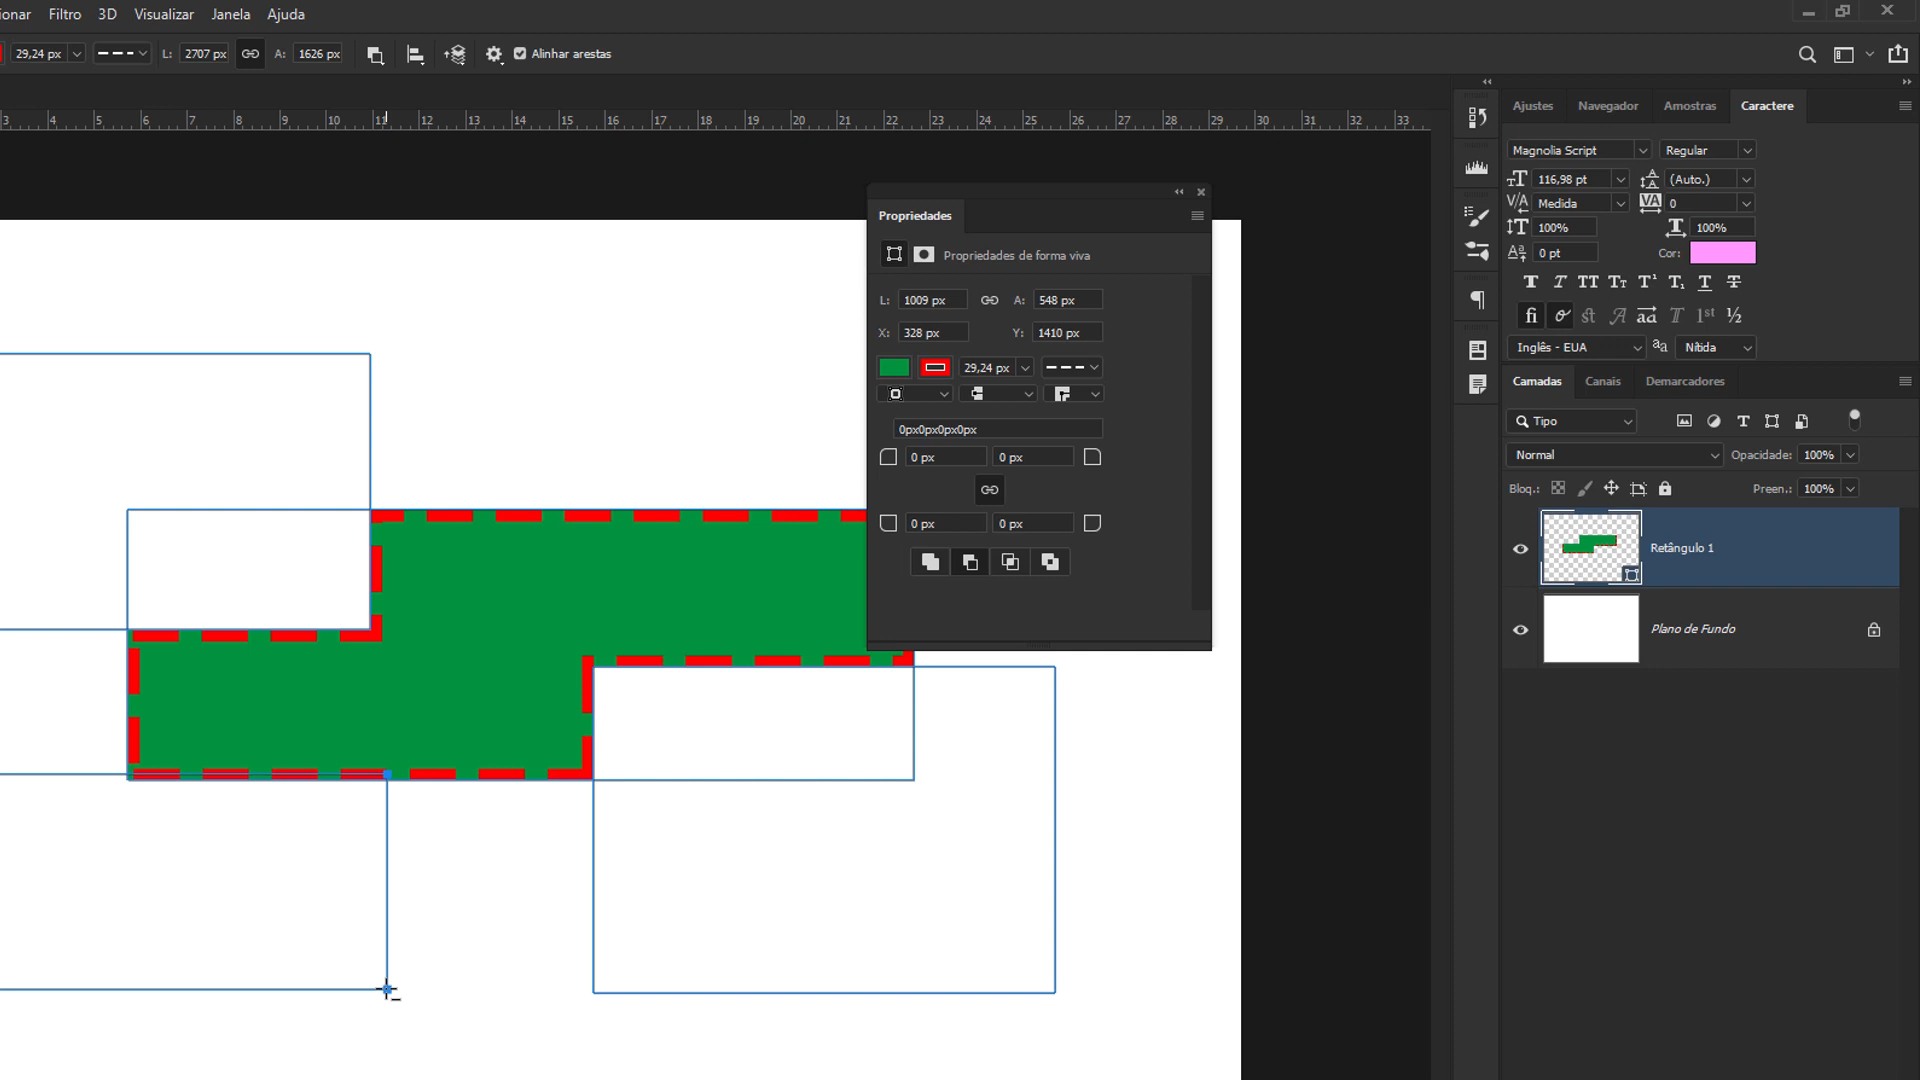 ionar Filtro 3D Visualizar Janela Ajuda
29,24 px L: 2707 px A: 1626 px Alinhar arestas
3 4 5 6 7 8 9 10 11 12 13 14 15 16 17 18 19 20 21 22 23 24 25 26 27 28 29 30 31 32 33
Propriedades
Propriedades de forma viva
L: 1009 px A: 548 px
X: 328 px Y: 1410 px
29,24 px
0px0px0px0px
0 px 0 px
0 px 0 px
Ajustes Navegador Amostras Caractere
Magnolia Script Regular
116,98 pt (Auto.)
Medida 0
100% 100%
0 pt Cor:
Inglês - EUA Nítida
Camadas Canais Demarcadores
Tipo
Normal Opacidade: 100%
Bloq.: Preen.: 100%
Retângulo 1
Plano de Fundo